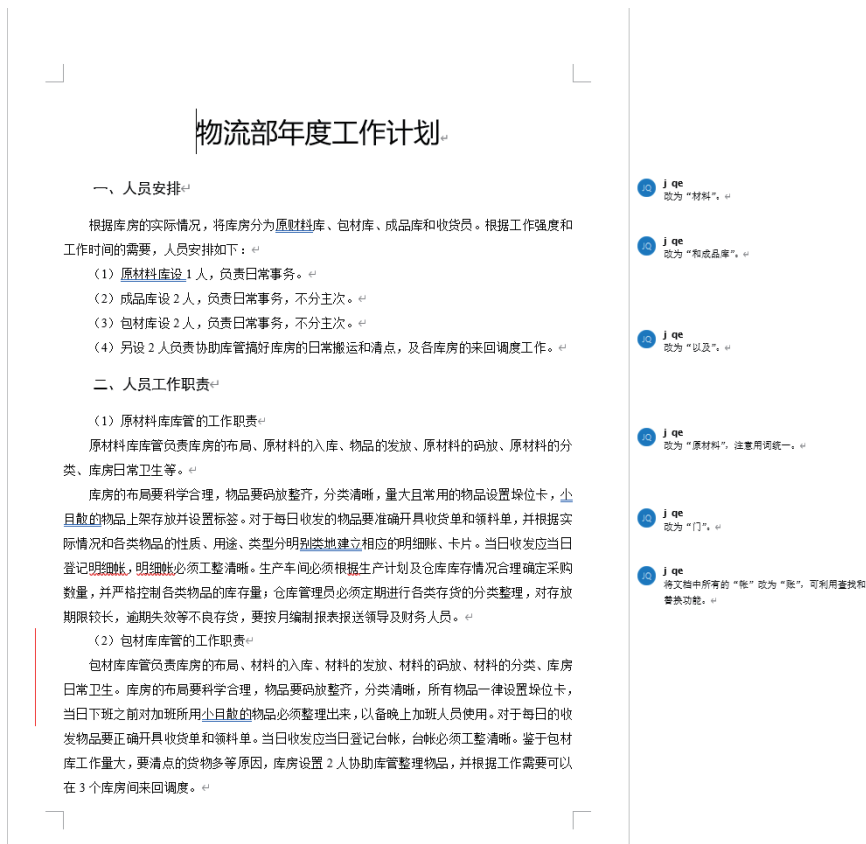 物流部年度工作计划
一、人员安排
根据库房的实际情况，将库房分为原财料库、包材库、成品库和收货员。根据工作强度和
工作时间的需要，人员安排如下：
（1）原材料库设 1 人，负责日常事务。
（2）成品库设 2 人，负责日常事务，不分主次。
（3）包材库设 2 人，负责日常事务，不分主次。
（4）另设 2 人负责协助库管搞好库房的日常搬运和清点，及各库房的来回调度工作。
二、人员工作职责
（1）原材料库库管的工作职责
原材料库库管负责库房的布局、原材料的入库、物品的发放、原材料的码放、原材料的分
类、库房日常卫生等。
库房的布局要科学合理，物品要码放整齐，分类清晰，量大且常用的物品设置垛位卡，小
且散的物品上架存放并设置标签。对于每日收发的物品要准确开具收货单和领料单，并根据实
际情况和各类物品的性质、用途、类型分明别类地建立相应的明细账、卡片。当日收发应当日
登记明细帐，明细帐必须工整清晰。生产车间必须根据生产计划及仓库库存情况合理确定采购
数量，并严格控制各类物品的库存量；仓库管理员必须定期进行各类存货的分类整理，对存放
期限较长，逾期失效等不良存货，要按月编制报表报送领导及财务人员。
（2）包材库库管的工作职责
包材库库管负责库房的布局、材料的入库、材料的发放、材料的码放、材料的分类、库房
日常卫生。库房的布局要科学合理，物品要码放整齐，分类清晰，所有物品一律设置垛位卡，
当日下班之前对加班所用小且散的物品必须整理出来，以备晚上加班人员使用。对于每日的收
发物品要正确开具收货单和领料单。当日收发应当日登记台帐，台帐必须工整清晰。鉴于包材
库工作量大，要清点的货物多等原因，库房设置 2 人协助库管整理物品，并根据工作需要可以
在 3 个库房间来回调度。
JQ j qe
改为“材料”。
JQ j qe
改为“和成品库”。
JQ j qe
改为“以及”。
JQ j qe
改为“原材料”，注意用词统一。
JQ j qe
改为“门”。
JQ j qe
将文档中所有的“帐”改为“账”，可利用查找和
替换功能。